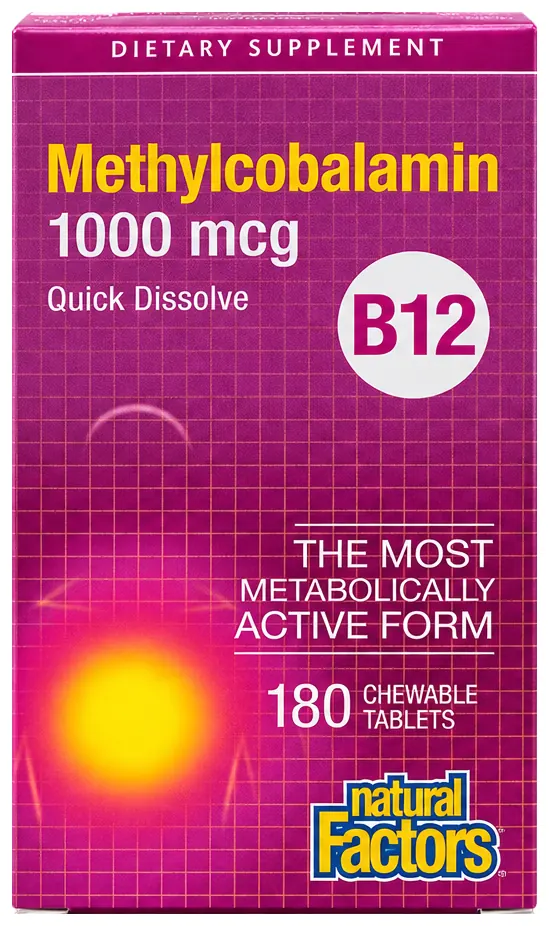 DIETARY SUPPLEMENT
Methylcobalamin
1000 mcg
Quick Dissolve
B12
THE MOST
METABOLICALLY
ACTIVE FORM
180 CHEWABLE
TABLETS
natural
Factors